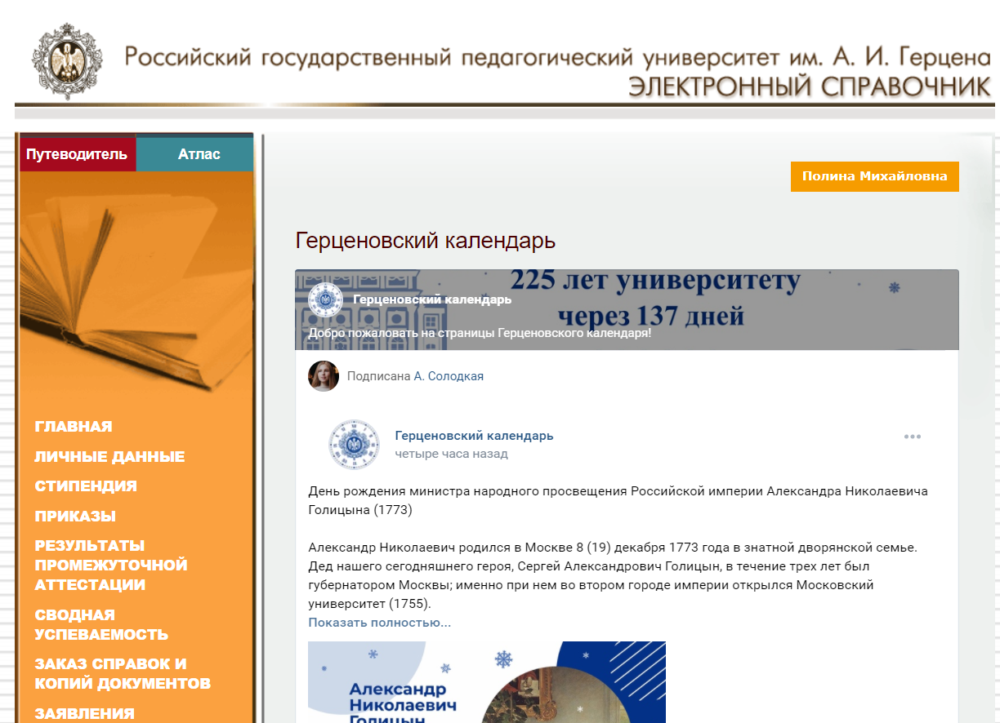 Российский государственный педагогический университет им. А. И. Герцена
ЭЛЕКТРОННЫЙ СПРАВОЧНИК
Путеводитель
Атлас
ГЛАВНАЯ
ЛИЧНЫЕ ДАННЫЕ
СТИПЕНДИЯ
ПРИКАЗЫ
РЕЗУЛЬТАТЫ
ПРОМЕЖУТОЧНОЙ
АТТЕСТАЦИИ
СВОДНАЯ
УСПЕВАЕМОСТЬ
ЗАКАЗ СПРАВОК И
КОПИЙ ДОКУМЕНТОВ
ЗАЯВЛЕНИЯ
Полина Михайловна
Герценовский календарь
225 лет университету
через 137 дней
Герценовский календарь
Добро пожаловать на страницы Герценовского календаря!
Подписана А. Солодкая
Герценовский календарь
четыре часа назад
День рождения министра народного просвещения Российской империи Александра Николаевича
Голицына (1773)
Александр Николаевич родился в Москве 8 (19) декабря 1773 года в знатной дворянской семье.
Дед нашего сегодняшнего героя, Сергей Александрович Голицын, в течение трех лет был
губернатором Москвы; именно при нем во втором городе империи открылся Московский
университет (1755).
Показать полностью...
Александр
Николаевич
Голицын